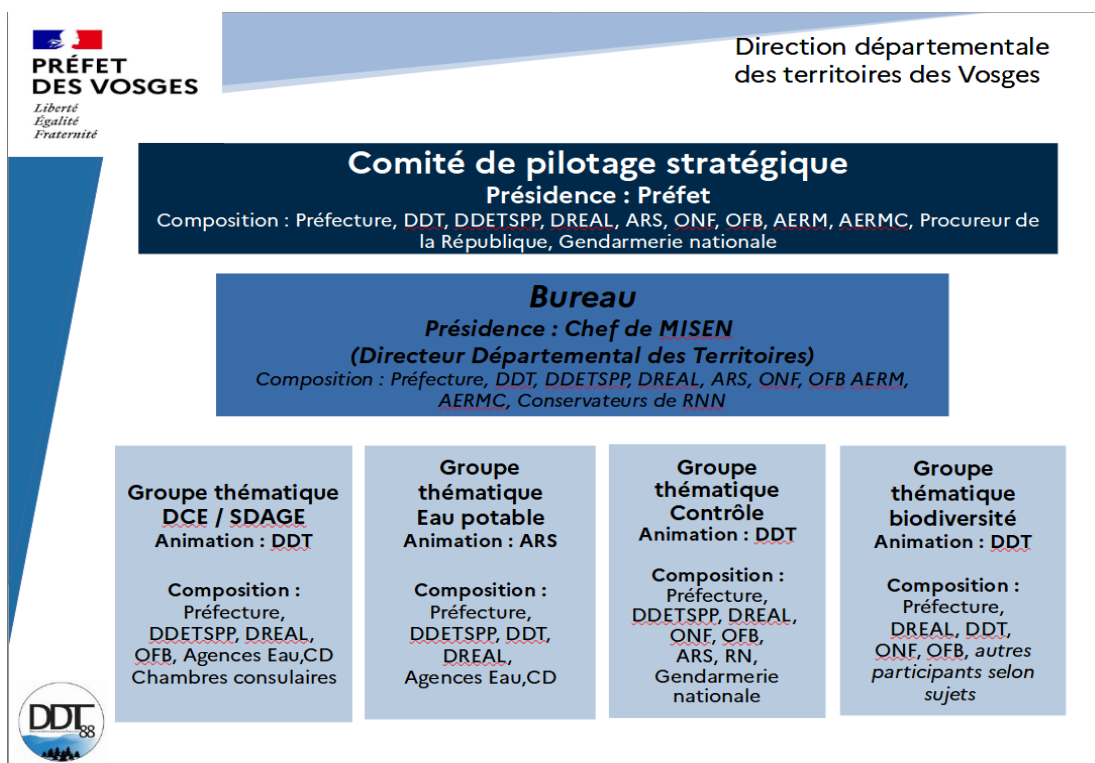 PRÉFET
DES VOSGES
Liberté
Égalité
Fraternité
Direction départementale
des territoires des Vosges
Comité de pilotage stratégique
Présidence : Préfet
Composition : Préfecture, DDT, DDETSPP, DREAL, ARS, ONF, OFB, AERM, AERMC, Procureur de
la République, Gendarmerie nationale
Bureau
Présidence : Chef de MISEN
(Directeur Départemental des Territoires)
Composition : Préfecture, DDT, DDETSPP, DREAL, ARS, ONF, OFB AERM,
AERMC, Conservateurs de RNN
Groupe thématique
DCE / SDAGE
Animation : DDT
Composition :
Préfecture,
DDETSPP, DREAL,
OFB, Agences Eau,CD
Chambres consulaires
Groupe
thématique
Eau potable
Animation : ARS
Composition :
Préfecture,
DDETSPP, DDT,
DREAL,
Agences Eau,CD
Groupe
thématique
Contrôle
Animation : DDT
Composition :
Préfecture,
DDETSPP, DREAL,
ONF, OFB,
ARS, RN,
Gendarmerie
nationale
Groupe
thématique
biodiversité
Animation : DDT
Composition :
Préfecture,
DREAL, DDT,
ONF, OFB, autres
participants selon
sujets
DDT
88